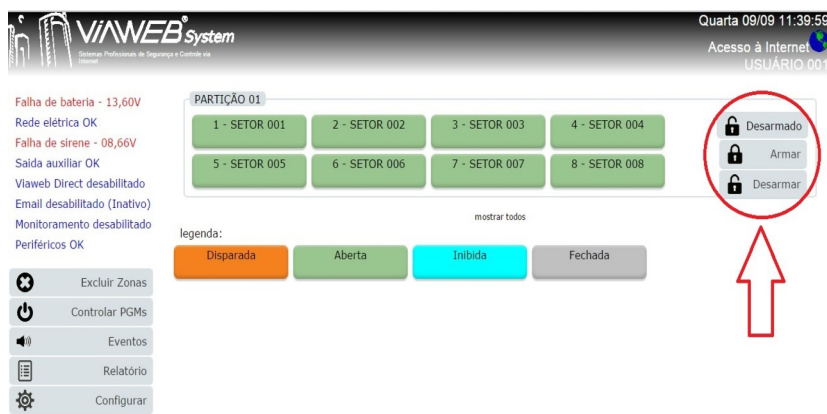 VIAWEB® System
Sistemas Profissionais de Segurança e Controle via
Internet
Quarta 09/09 11:39:59
Acesso à Internet
USUÁRIO 001
Falha de bateria - 13,60V
Rede elétrica OK
Falha de sirene - 08,66V
Saida auxiliar OK
Viaweb Direct desabilitado
Email desabilitado (Inativo)
Monitoramento desabilitado
Periféricos OK
Excluir Zonas
Controlar PGMs
Eventos
Relatório
Configurar
PARTIÇÃO 01
1 - SETOR 001 2 - SETOR 002 3 - SETOR 003 4 - SETOR 004
5 - SETOR 005 6 - SETOR 006 7 - SETOR 007 8 - SETOR 008
Desarmado
Armar
Desarmar
mostrar todos
legenda:
Disparada Aberta Inibida Fechada